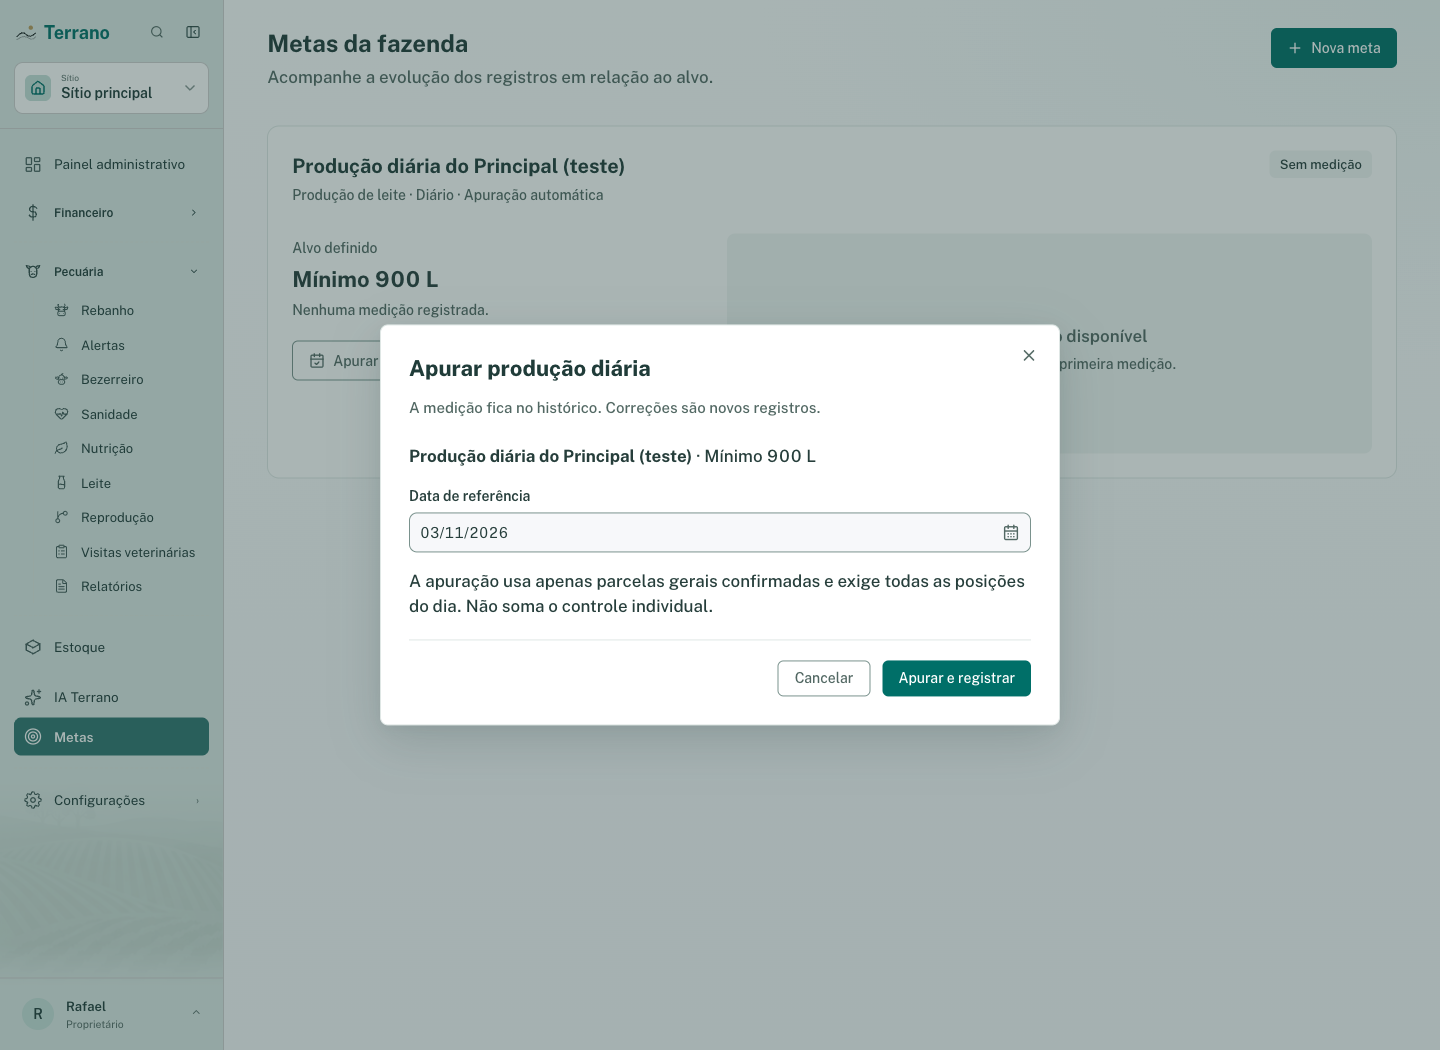 Terrano
Sítio
Sítio principal
Painel administrativo
Financeiro
Pecuária
Rebanho
Alertas
Bezerreiro
Sanidade
Nutrição
Leite
Reprodução
Visitas veterinárias
Relatórios
Estoque
IA Terrano
Metas
Configurações
R
Rafael
Proprietário
Metas da fazenda
Acompanhe a evolução dos registros em relação ao alvo.
Nova meta
Produção diária do Principal (teste)
Sem medição
Produção de leite · Diário · Apuração automática
Alvo definido
Mínimo 900 L
Nenhuma medição registrada.
Apurar
disponível
primeira medição.
Apurar produção diária
A medição fica no histórico. Correções são novos registros.
Produção diária do Principal (teste) · Mínimo 900 L
Data de referência
03/11/2026
A apuração usa apenas parcelas gerais confirmadas e exige todas as posições
do dia. Não soma o controle individual.
Cancelar
Apurar e registrar